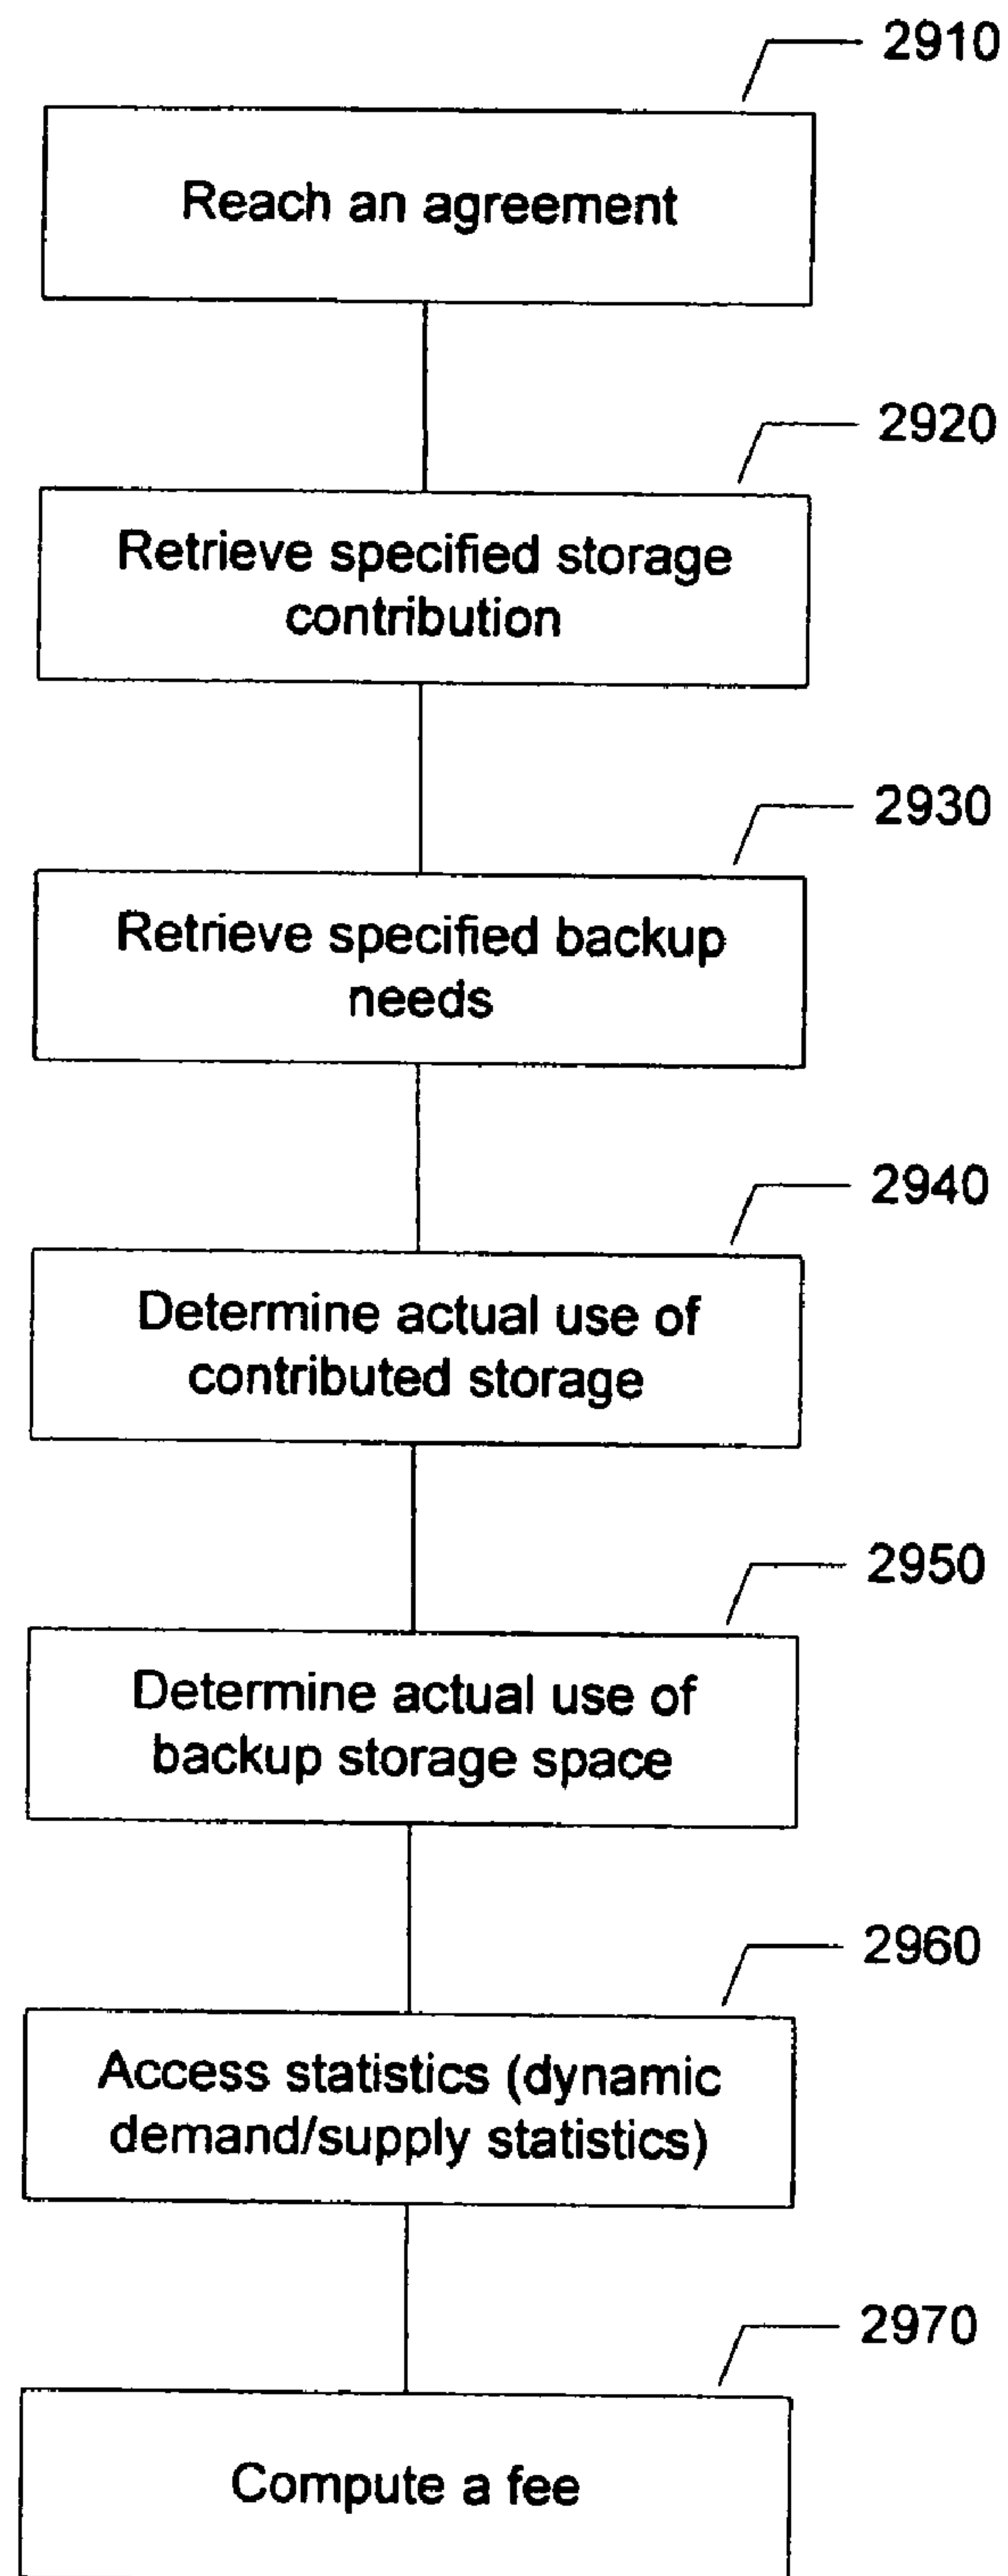 2910
Reach an agreement
2920
Retrieve specified storage
contribution
2930
Retrieve specified backup
needs
2940
Determine actual use of
contributed storage
2950
Determine actual use of
backup storage space
2960
Access statistics (dynamic
demand/supply statistics)
2970
Compute a fee